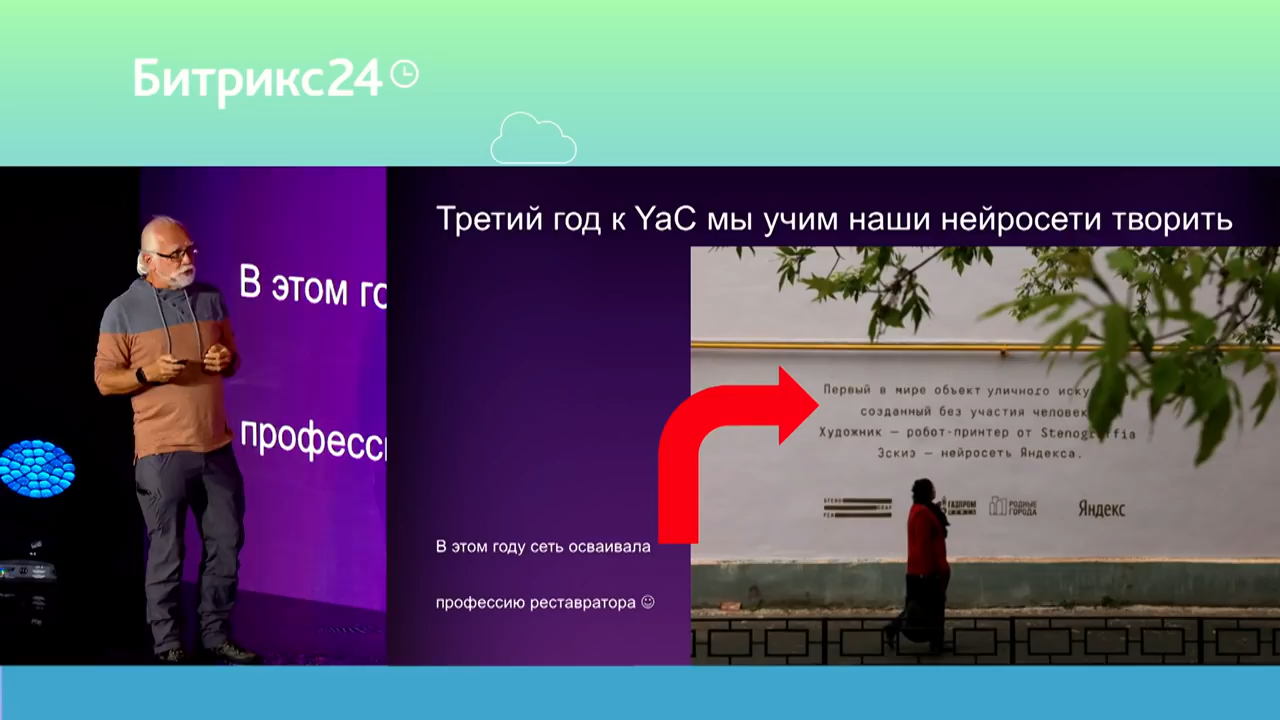 Битрикс24
В этом го
професси
Третий год к YaC мы учим наши нейросети творить
Первый в мире объект уличного иску
созданный без участия человек
Художник — робот-принтер от Stenograffia
Эскиз — нейросеть Яндекса.
ГАЗПРОМ
РОДНЫЕ
ГОРОДА
Яндекс
В этом году сеть осваивала
профессию реставратора ☺